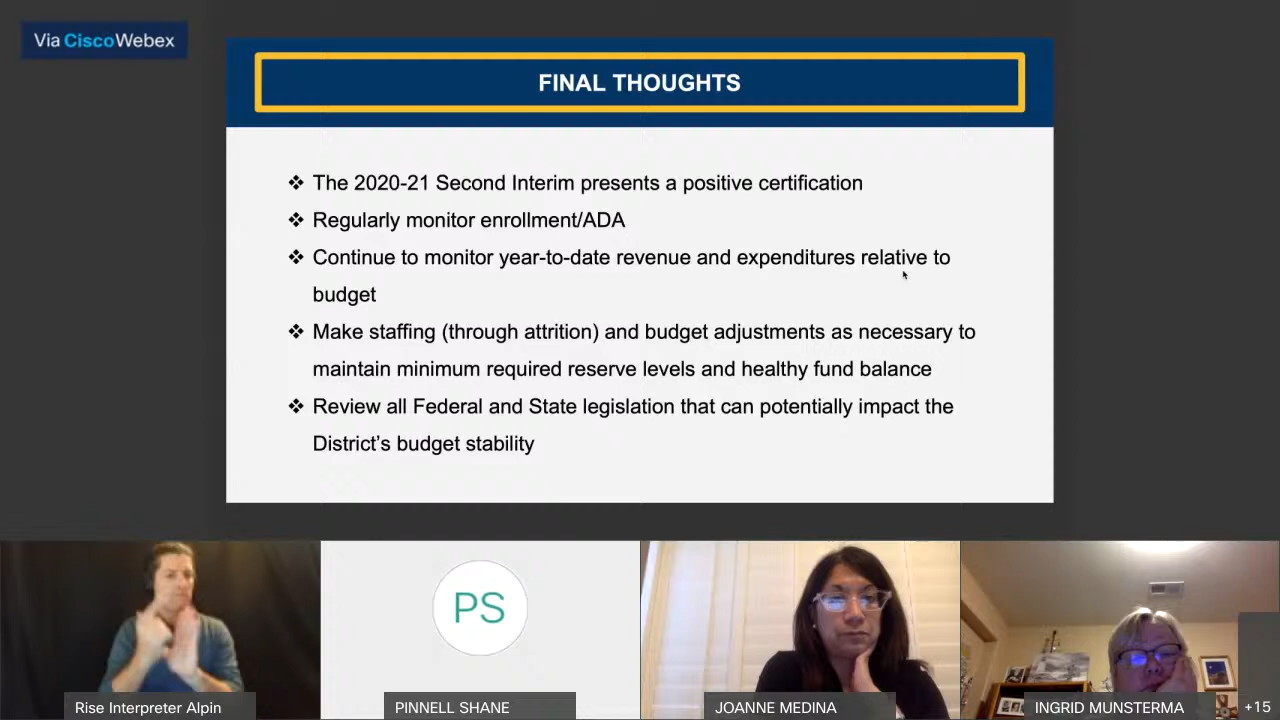 Via Cisco Webex
FINAL THOUGHTS
❖ The 2020-21 Second Interim presents a positive certification
❖ Regularly monitor enrollment/ADA
❖ Continue to monitor year-to-date revenue and expenditures relative to
budget
❖ Make staffing (through attrition) and budget adjustments as necessary to
maintain minimum required reserve levels and healthy fund balance
❖ Review all Federal and State legislation that can potentially impact the
District's budget stability
PS
Rise Interpreter Alpin
PINNELL SHANE
JOANNE MEDINA
INGRID MUNSTERMA
+15